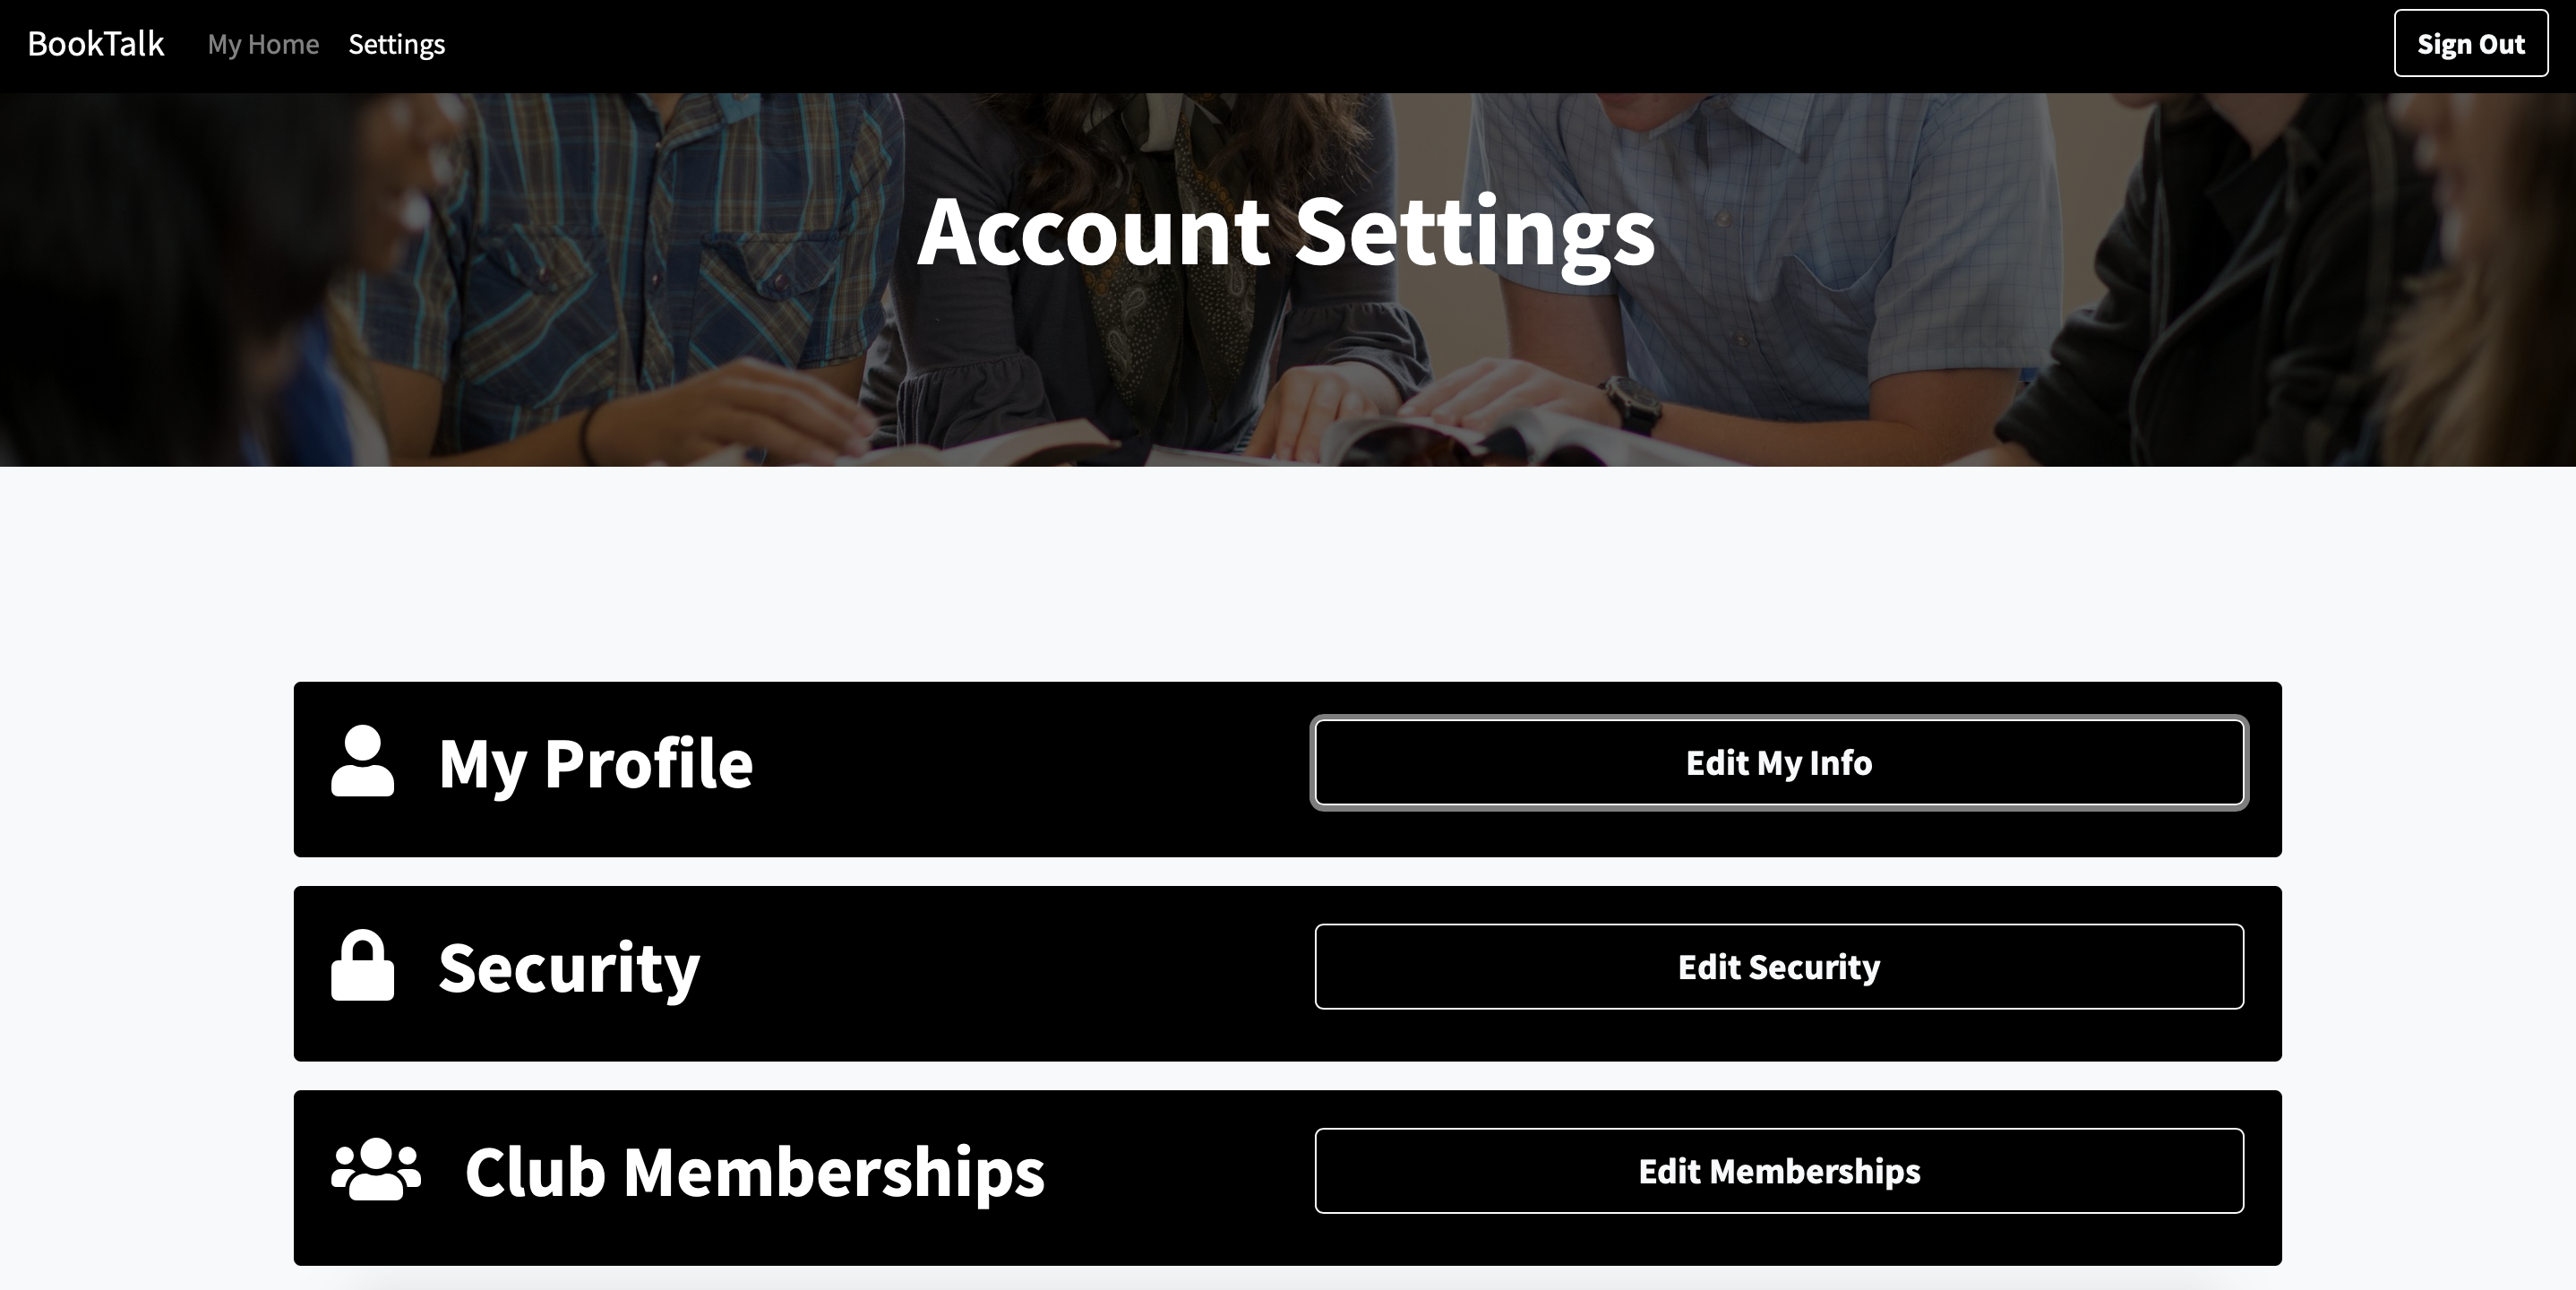 BookTalk My Home Settings Sign Out
Account Settings
My Profile Edit My Info
Security Edit Security
Club Memberships Edit Memberships